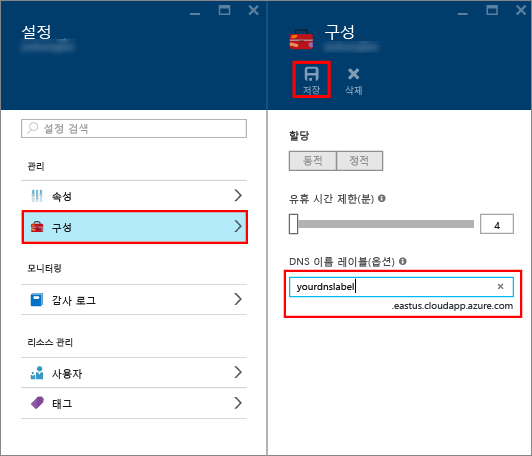 설정
설정 검색
관리
속성
구성
모니터링
감사 로그
리소스 관리
사용자
태그
구성
저장
삭제
할당
동적
정적
유휴 시간 제한(분)
4
DNS 이름 레이블(옵션)
yourdnslabel
.eastus.cloudapp.azure.com